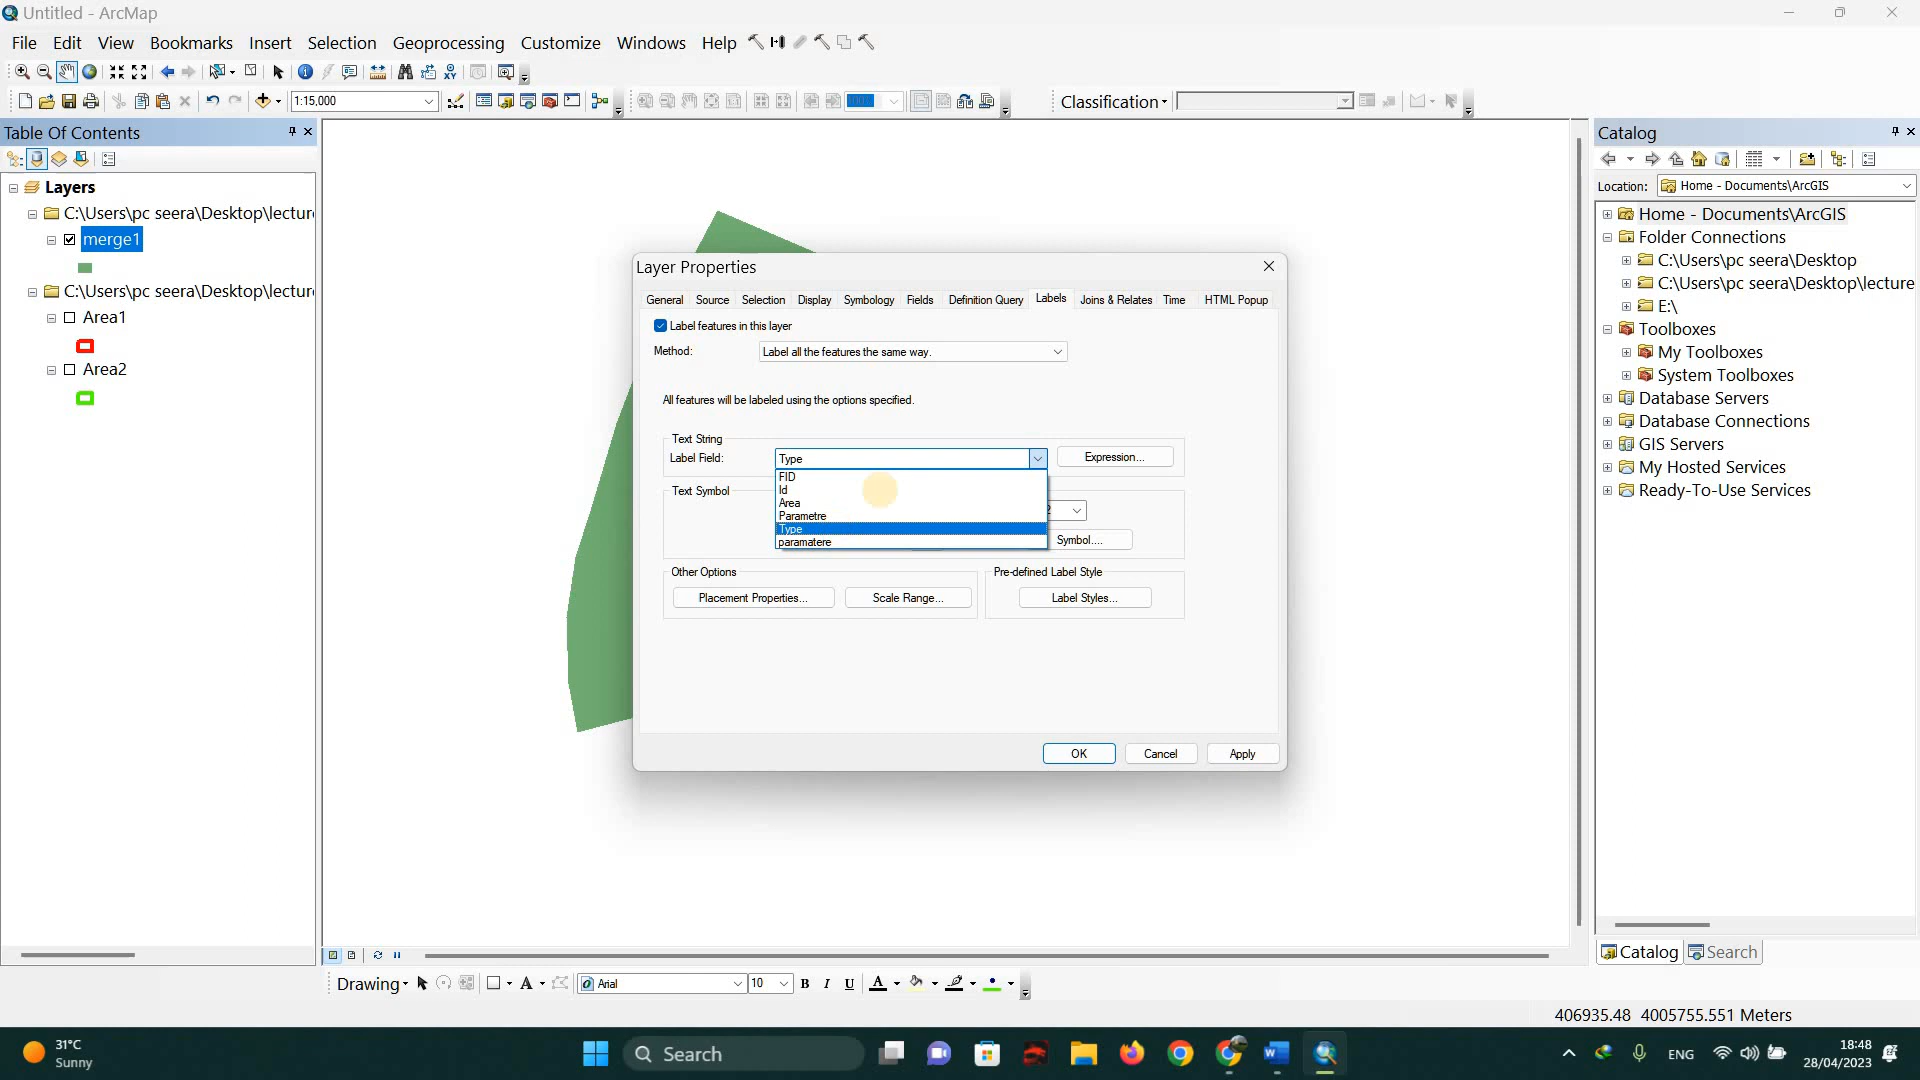 Untitled - ArcMap
File Edit View Bookmarks Insert Selection Geoprocessing Customize Windows Help
1:15,000
Classification
Table Of Contents
Layers
C:\Users\pc seera\Desktop\lectur
merge1
C:\Users\pc seera\Desktop\lectur
Area1
Area2
Layer Properties
General Source Selection Display Symbology Fields Definition Query Labels Joins & Relates Time HTML Popup
Label features in this layer
Method: Label all the features the same way.
All features will be labeled using the options specified.
Text String
Label Field: Type Expression...
FID
Id
Area
Parametre
Type
paramatere
Text Symbol
Symbol....
Other Options
Placement Properties... Scale Range...
Pre-defined Label Style
Label Styles...
OK Cancel Apply
Catalog
Location: Home - Documents\ArcGIS
Home - Documents\ArcGIS
Folder Connections
C:\Users\pc seera\Desktop
C:\Users\pc seera\Desktop\lecture
E:\
Toolboxes
My Toolboxes
System Toolboxes
Database Servers
Database Connections
GIS Servers
My Hosted Services
Ready-To-Use Services
Catalog Search
Drawing A Arial 10 B I U A
406935.48 4005755.551 Meters
31°C
Sunny
Search
ENG
18:48
28/04/2023